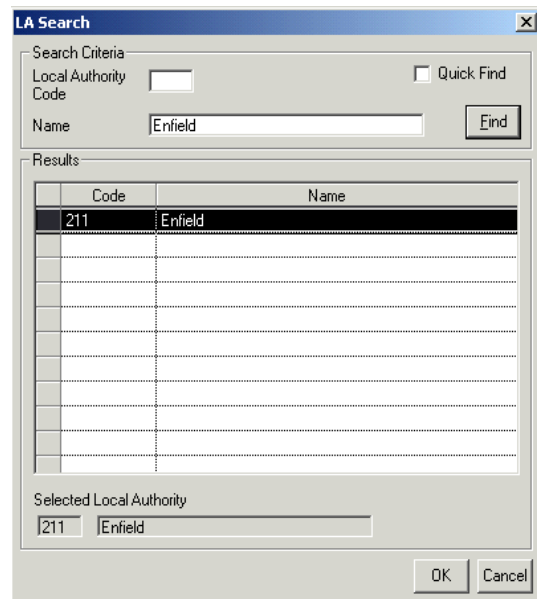 LA Search
Search Criteria
Local Authority Code
Quick Find
Name Enfield Find
Results
Code Name
211 Enfield
Selected Local Authority
211 Enfield
OK Cancel